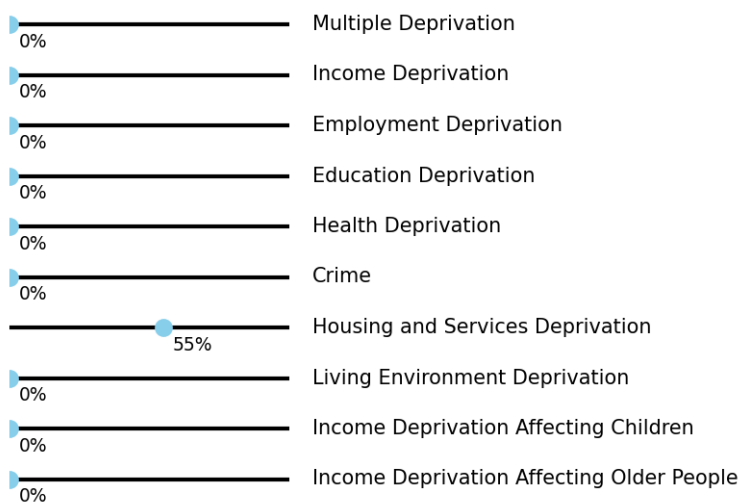 Multiple Deprivation
0%
Income Deprivation
0%
Employment Deprivation
0%
Education Deprivation
0%
Health Deprivation
0%
Crime
0%
Housing and Services Deprivation
55%
Living Environment Deprivation
0%
Income Deprivation Affecting Children
0%
Income Deprivation Affecting Older People
0%